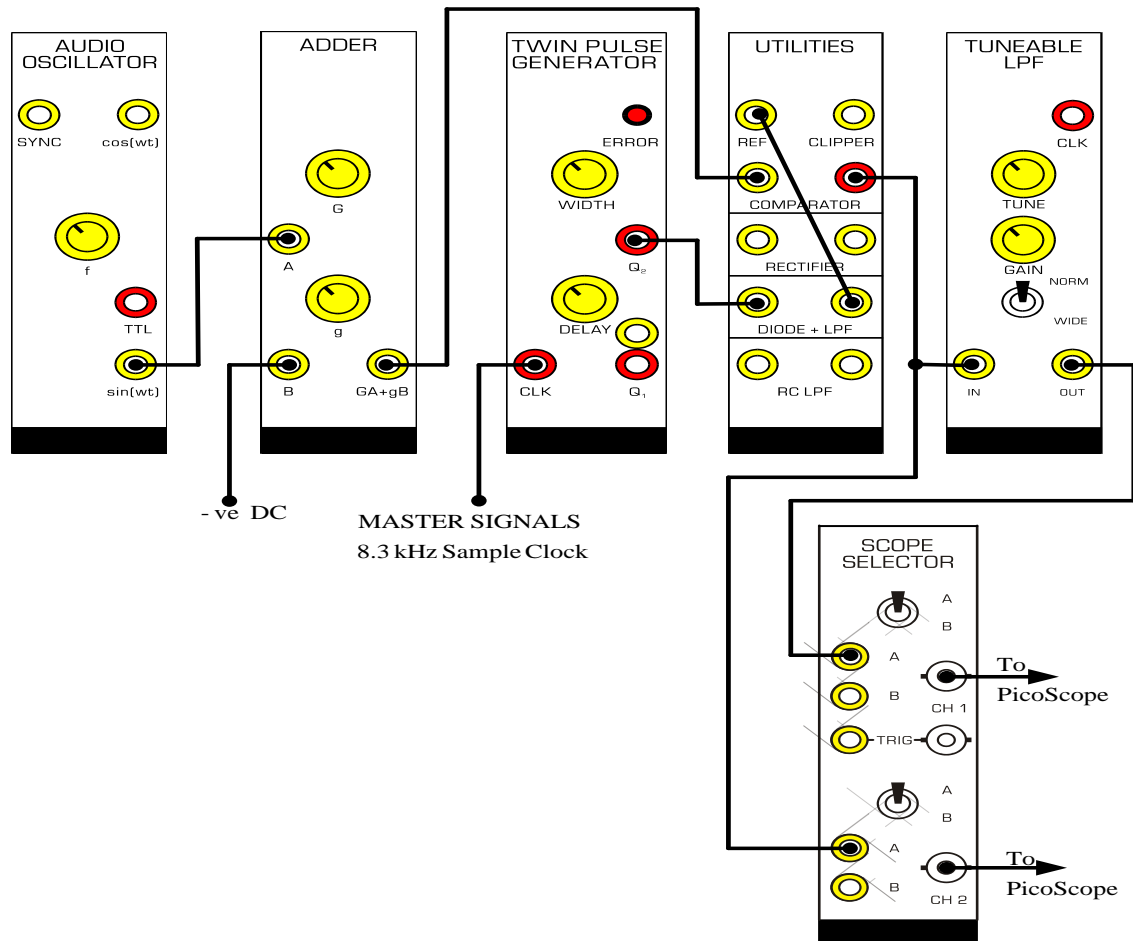 AUDIO
OSCILLATOR
SYNC
cos(wt)
f
TTL
sin(wt)
ADDER
G
A
g
B
GA+gB
TWIN PULSE
GENERATOR
ERROR
WIDTH
Q₂
DELAY
CLK
Q₁
UTILITIES
REF
CLIPPER
COMPARATOR
RECTIFIER
DIODE + LPF
RC LPF
TUNEABLE
LPF
CLK
TUNE
GAIN
NORM
WIDE
IN
OUT
- ve DC
MASTER SIGNALS
8.3 kHz Sample Clock
SCOPE
SELECTOR
A
B
A
B
CH 1
TRIG
To
PicoScope
A
B
A
B
CH 2
To
PicoScope